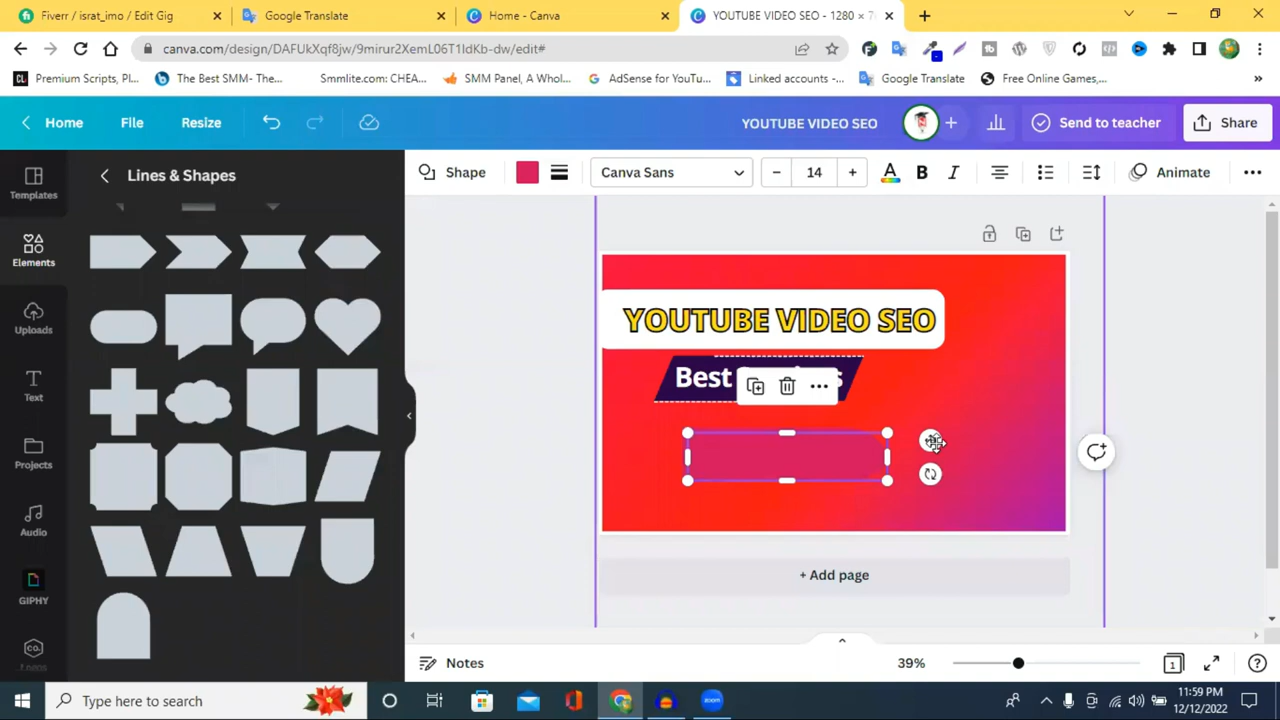 Fiverr / israt_imo / Edit Gig
Google Translate
Home - Canva
YOUTUBE VIDEO SEO - 1280 × 7
canva.com/design/DAFUkXqf8jw/9mirur2XemL06T1IdKb-dw/edit#
Premium Scripts, Pl...
The Best SMM- The...
Smmlite.com: CHEA...
SMM Panel, A Whol...
AdSense for YouTu...
Linked accounts -...
Google Translate
Free Online Games,...
Home
File
Resize
YOUTUBE VIDEO SEO
Send to teacher
Share
Templates
Lines & Shapes
Shape
Canva Sans
14
Animate
Elements
Uploads
Text
Projects
Audio
GIPHY
CO.
YOUTUBE VIDEO SEO
Best
+ Add page
Notes
39%
1
Type here to search
zoom
11:59 PM
12/12/2022